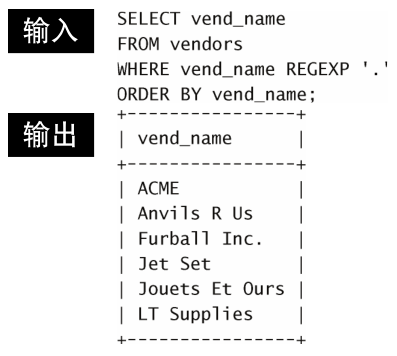 输入
SELECT vend_name
FROM vendors
WHERE vend_name REGEXP '.'
ORDER BY vend_name;
输出
+----------------+
| vend_name      |
+----------------+
| ACME           |
| Anvils R Us    |
| Furball Inc.   |
| Jet Set        |
| Jouets Et Ours |
| LT Supplies    |
+----------------+